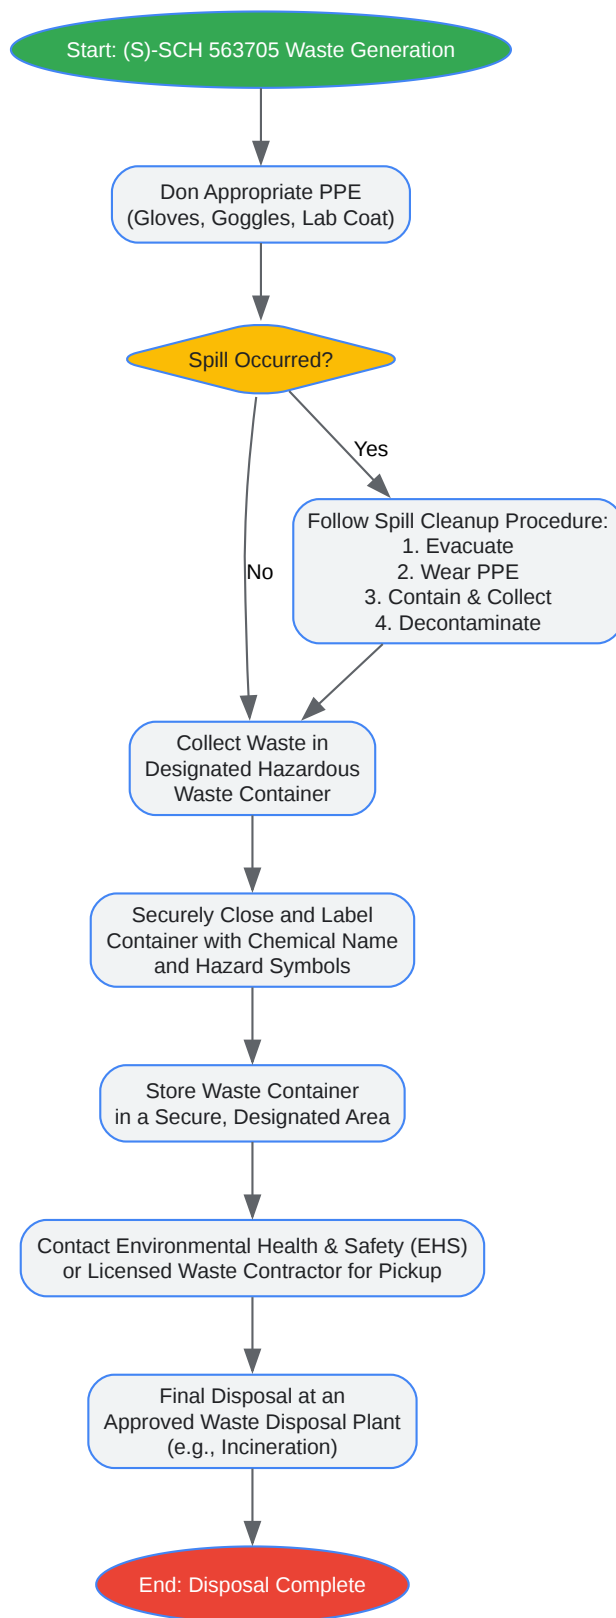 Start: (S)-SCH 563705 Waste Generation
Don Appropriate PPE
(Gloves, Goggles, Lab Coat)
Spill Occurred?
Yes
Follow Spill Cleanup Procedure:
1. Evacuate
2. Wear PPE
3. Contain & Collect
4. Decontaminate
No
Collect Waste in
Designated Hazardous
Waste Container
Securely Close and Label
Container with Chemical Name
and Hazard Symbols
Store Waste Container
in a Secure, Designated Area
Contact Environmental Health & Safety (EHS)
or Licensed Waste Contractor for Pickup
Final Disposal at an
Approved Waste Disposal Plant
(e.g., Incineration)
End: Disposal Complete